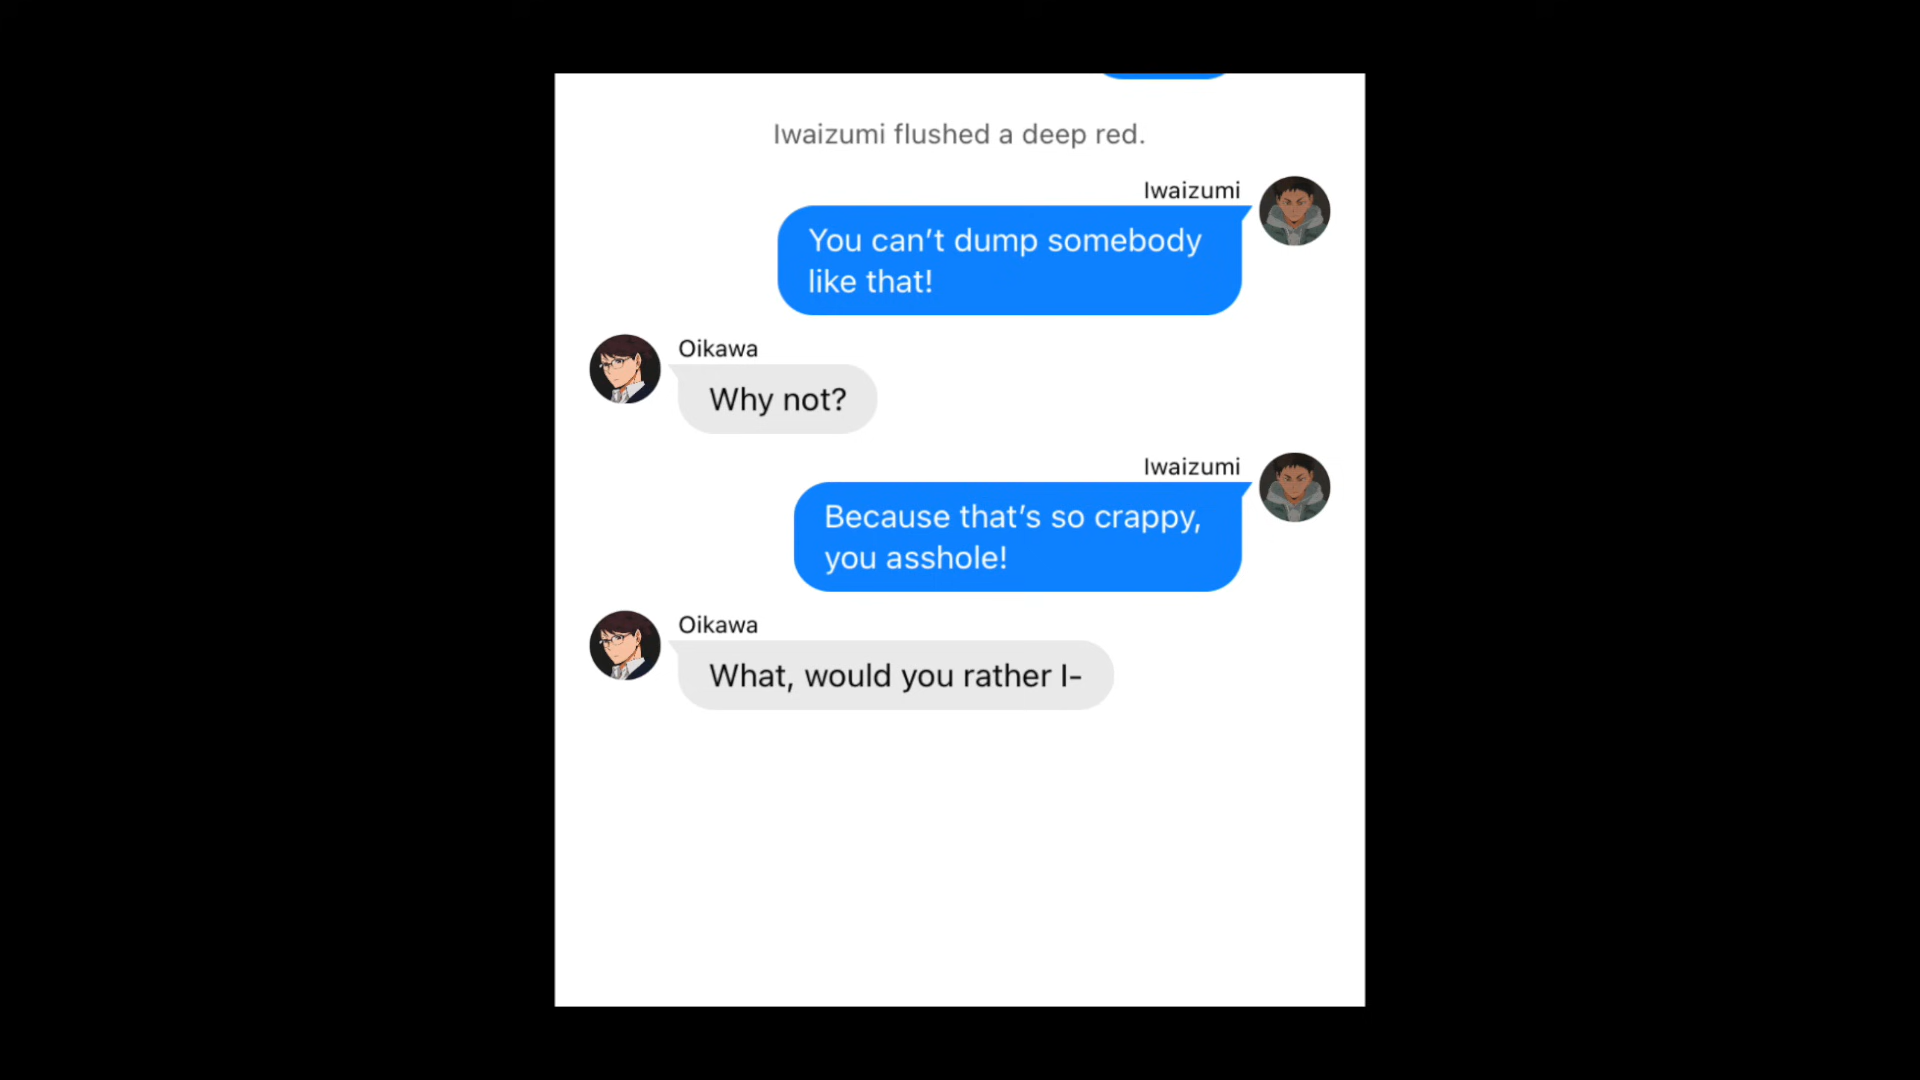 Iwaizumi flushed a deep red.
Iwaizumi
You can’t dump somebody
like that!
Oikawa
Why not?
Iwaizumi
Because that’s so crappy,
you asshole!
Oikawa
What, would you rather I-